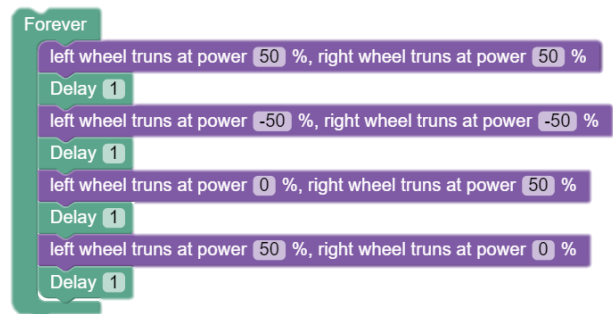 Forever
left wheel truns at power 50 %, right wheel truns at power 50 %
Delay 1
left wheel truns at power -50 %, right wheel truns at power -50 %
Delay 1
left wheel truns at power 0 %, right wheel truns at power 50 %
Delay 1
left wheel truns at power 50 %, right wheel truns at power 0 %
Delay 1